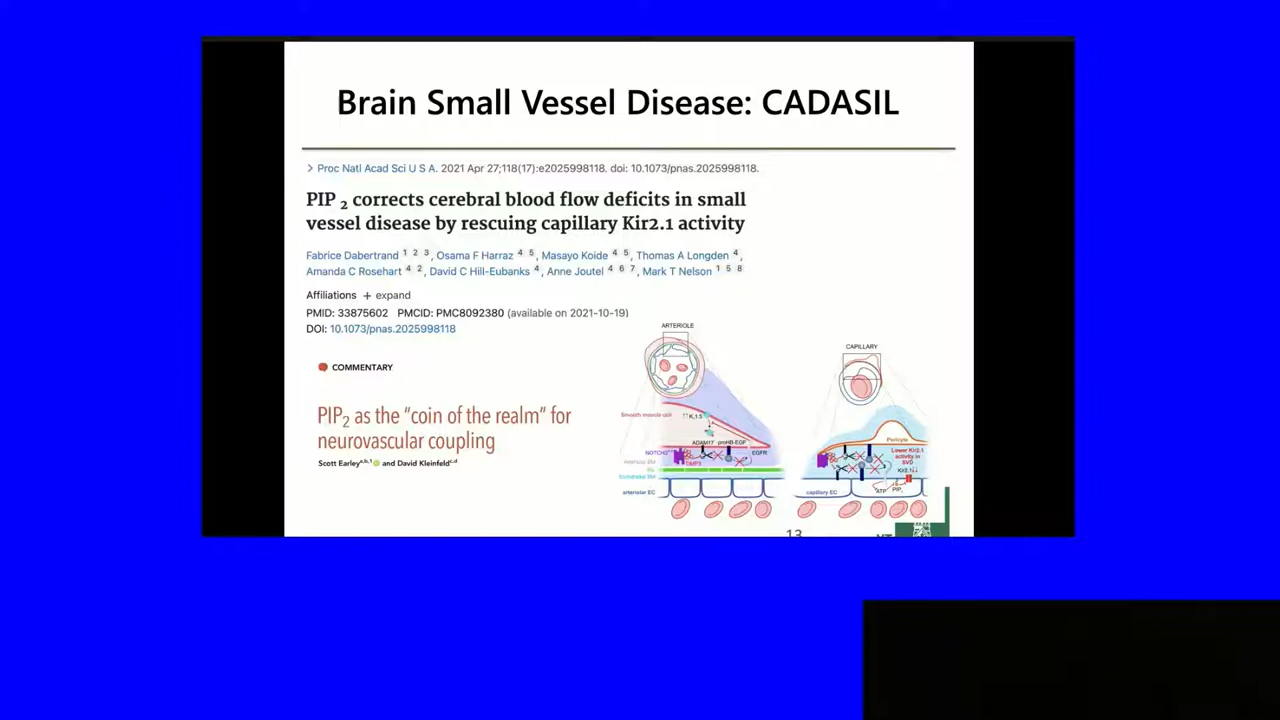 Brain Small Vessel Disease: CADASIL
> Proc Natl Acad Sci U S A. 2021 Apr 27;118(17):e2025998118. doi: 10.1073/pnas.2025998118.
PIP 2 corrects cerebral blood flow deficits in small
vessel disease by rescuing capillary Kir2.1 activity
Fabrice Dabertrand 1 2 3, Osama F Harraz 4 5, Masayo Koide 4 5, Thomas A Longden 4,
Amanda C Rosehart 4 2, David C Hill-Eubanks 4, Anne Joutel 4 6 7, Mark T Nelson 1 5 8
Affiliations + expand
PMID: 33875602 PMCID: PMC8092380 (available on 2021-10-19)
DOI: 10.1073/pnas.2025998118
COMMENTARY
PIP2 as the "coin of the realm" for
neurovascular coupling
Scott Earley a,b,1 and David Kleinfeld c,d
ARTERIOLE
Smooth muscle cell
ADAM17 proHB-EGF
EGFR
NOTCH3
TIMP3
arteriolar EC
CAPILLARY
Pericyte
Lower Kir2.1
activity in
SVD
Kir2.1
ATP
PIP2
capillary EC
13